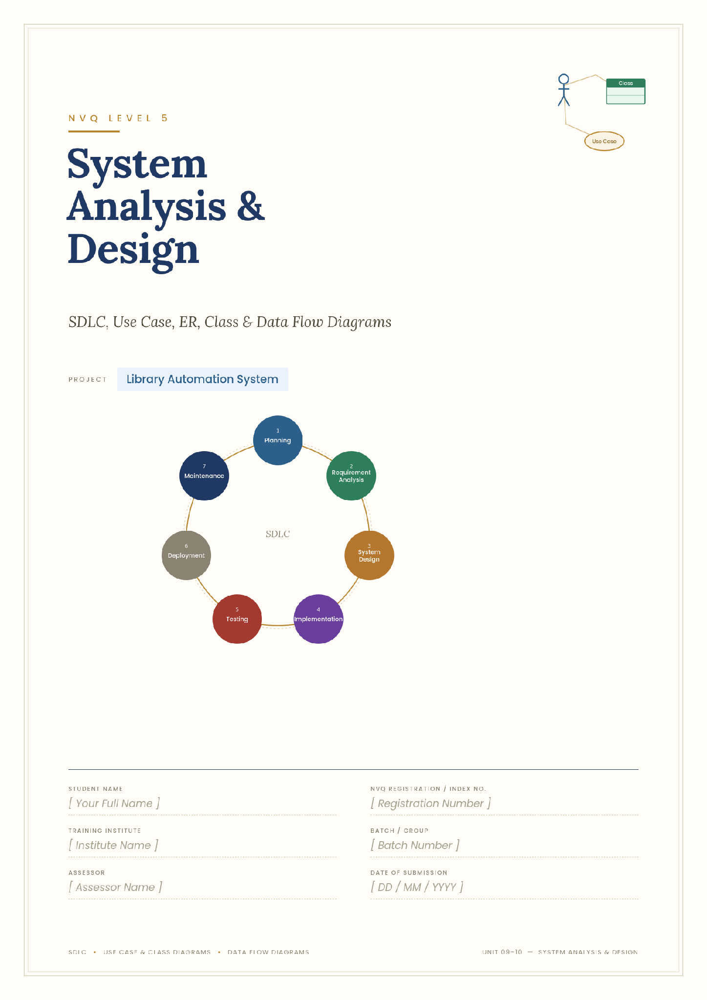 Class
NVQ LEVEL 5
Use Case
System
Analysis &
Design
SDLC, Use Case, ER, Class & Data Flow Diagrams
PROJECT
Library Automation System
1
Planning
2
Requirement
Analysis
3
System
Design
4
Implementation
5
Testing
6
Deployment
7
Maintenance
SDLC
STUDENT NAME
[ Your Full Name ]
NVQ REGISTRATION / INDEX NO.
[ Registration Number ]
TRAINING INSTITUTE
[ Institute Name ]
BATCH / GROUP
[ Batch Number ]
ASSESSOR
[ Assessor Name ]
DATE OF SUBMISSION
[ DD / MM / YYYY ]
SDLC • USE CASE & CLASS DIAGRAMS • DATA FLOW DIAGRAMS
UNIT 09–10 — SYSTEM ANALYSIS & DESIGN